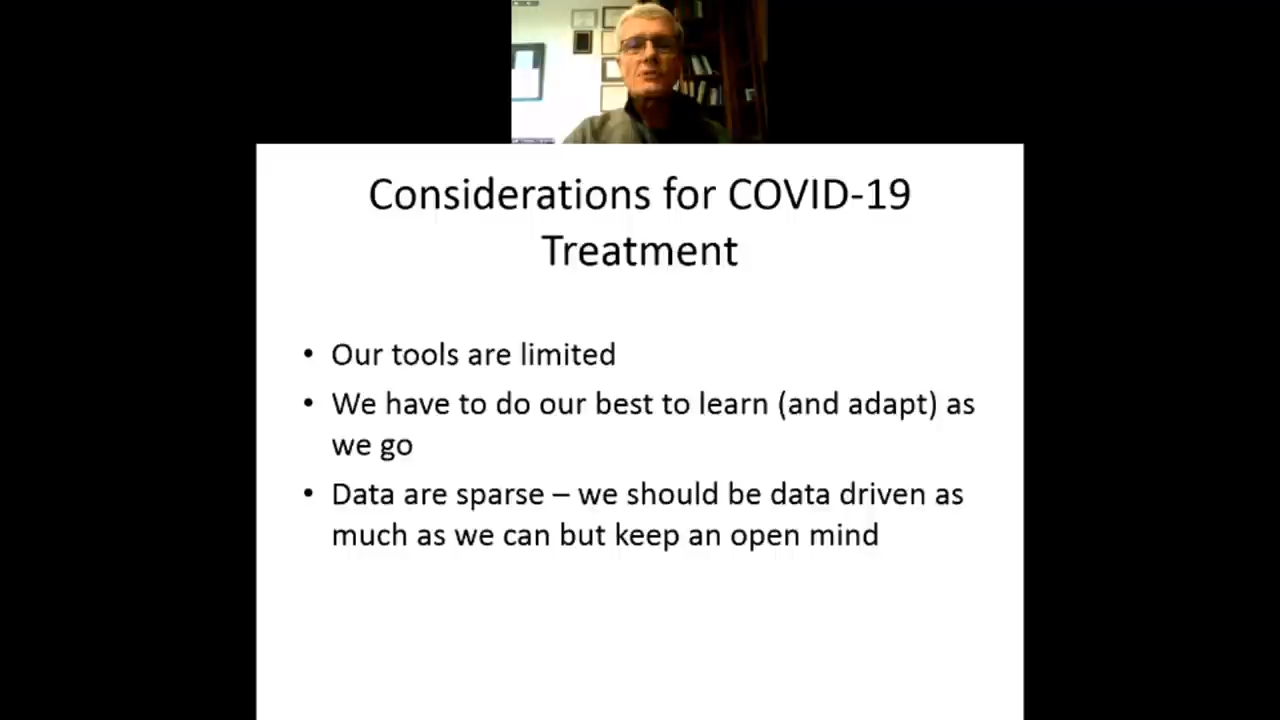 Considerations for COVID-19
Treatment
• Our tools are limited
• We have to do our best to learn (and adapt) as
we go
• Data are sparse – we should be data driven as
much as we can but keep an open mind